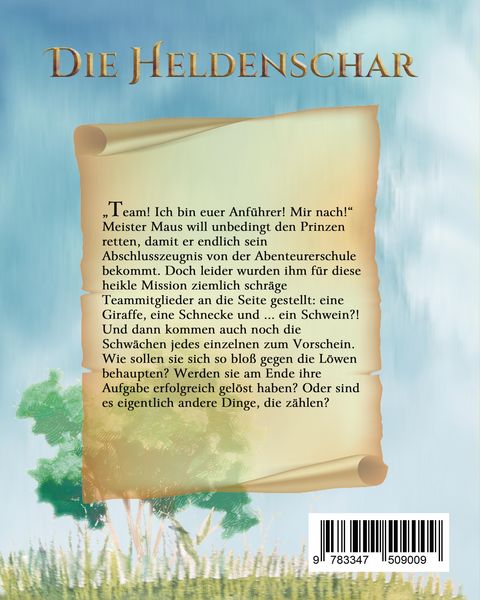 Die Heldenschar
„Team! Ich bin euer Anführer! Mir nach!“
Meister Maus will unbedingt den Prinzen
retten, damit er endlich sein
Abschlusszeugnis von der Abenteurerschule
bekommt. Doch leider wurden ihm für diese
heikle Mission ziemlich schräge
Teammitglieder an die Seite gestellt: eine
Giraffe, eine Schnecke und ... ein Schwein?!
Und dann kommen auch noch die
Schwächen jedes einzelnen zum Vorschein.
Wie sollen sie sich so bloß gegen die Löwen
behaupten? Werden sie am Ende ihre
Aufgabe erfolgreich gelöst haben? Oder sind
es eigentlich andere Dinge, die zählen?
9 783347 509009